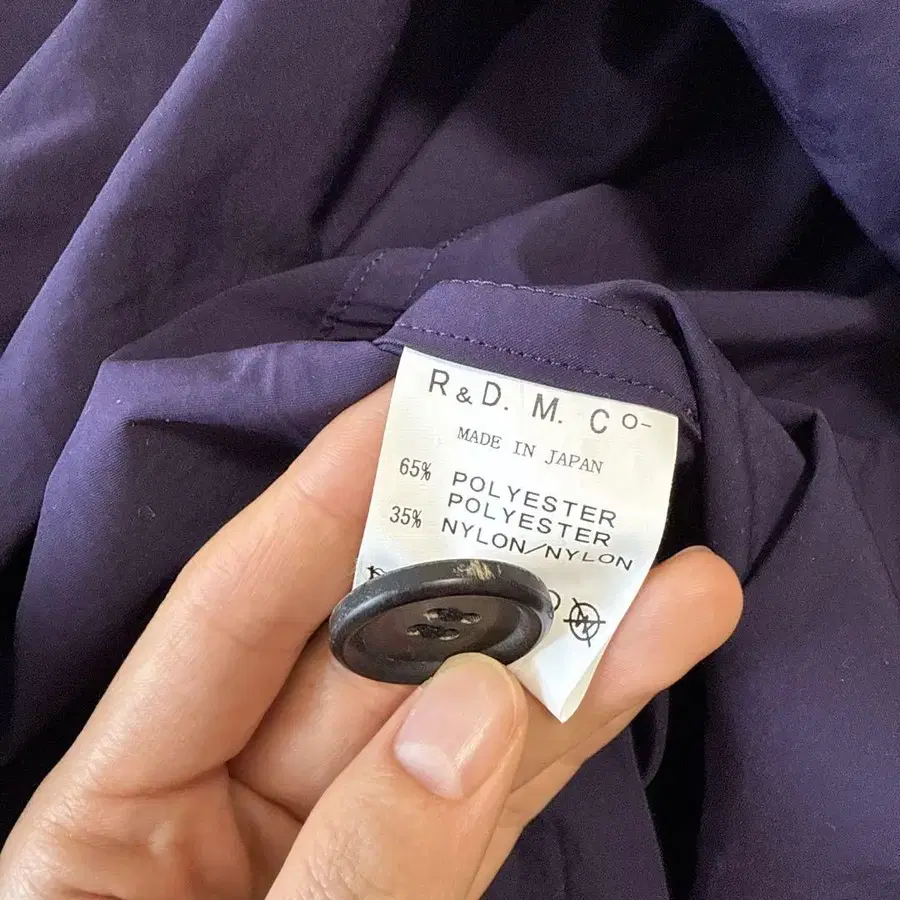 R&D. M. Co-
MADE IN JAPAN
65% POLYESTER
POLYESTER
35% NYLON/NYLON